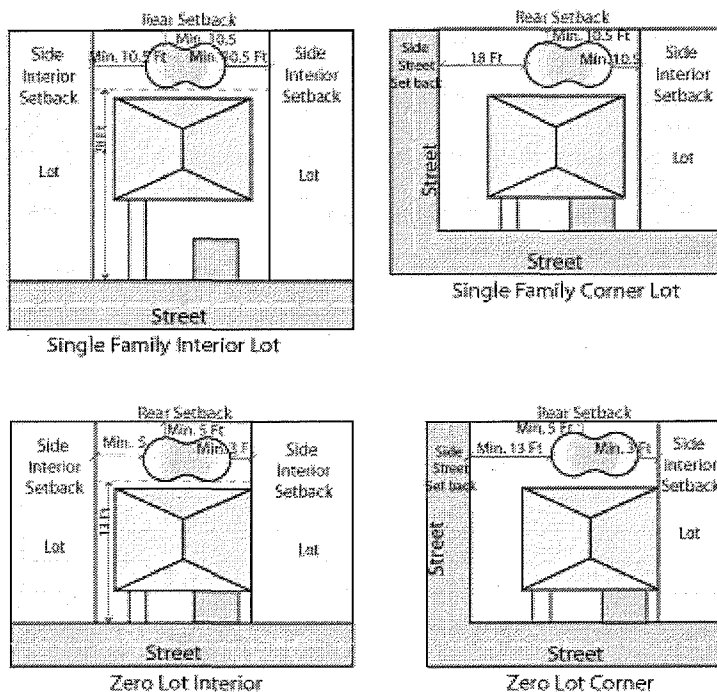 Rear Setback
Min. 10.5
Min. 10.5 Ft
Min. 10.5 Ft
Side
Interior
Setback
Side
Interior
Setback
Lot
Lot
Street
Single Family Interior Lot
Rear Setback
Min. 10.5 Ft
Side
Street
Set back
18 Ft
Min. 10.5
Side
Interior
Setback
Street
Lot
Street
Single Family Corner Lot
Rear Setback
Min. 5 Ft
Side
Interior
Setback
Min. 5
Min. 3 Ft
Side
Interior
Setback
13 Ft
Lot
Lot
Street
Zero Lot Interior
Rear Setback
Min. 5 Ft
Side
Street
Set back
Min. 13 Ft
Min. 3 Ft
Side
Interior
Setback
Street
Lot
Street
Zero Lot Corner